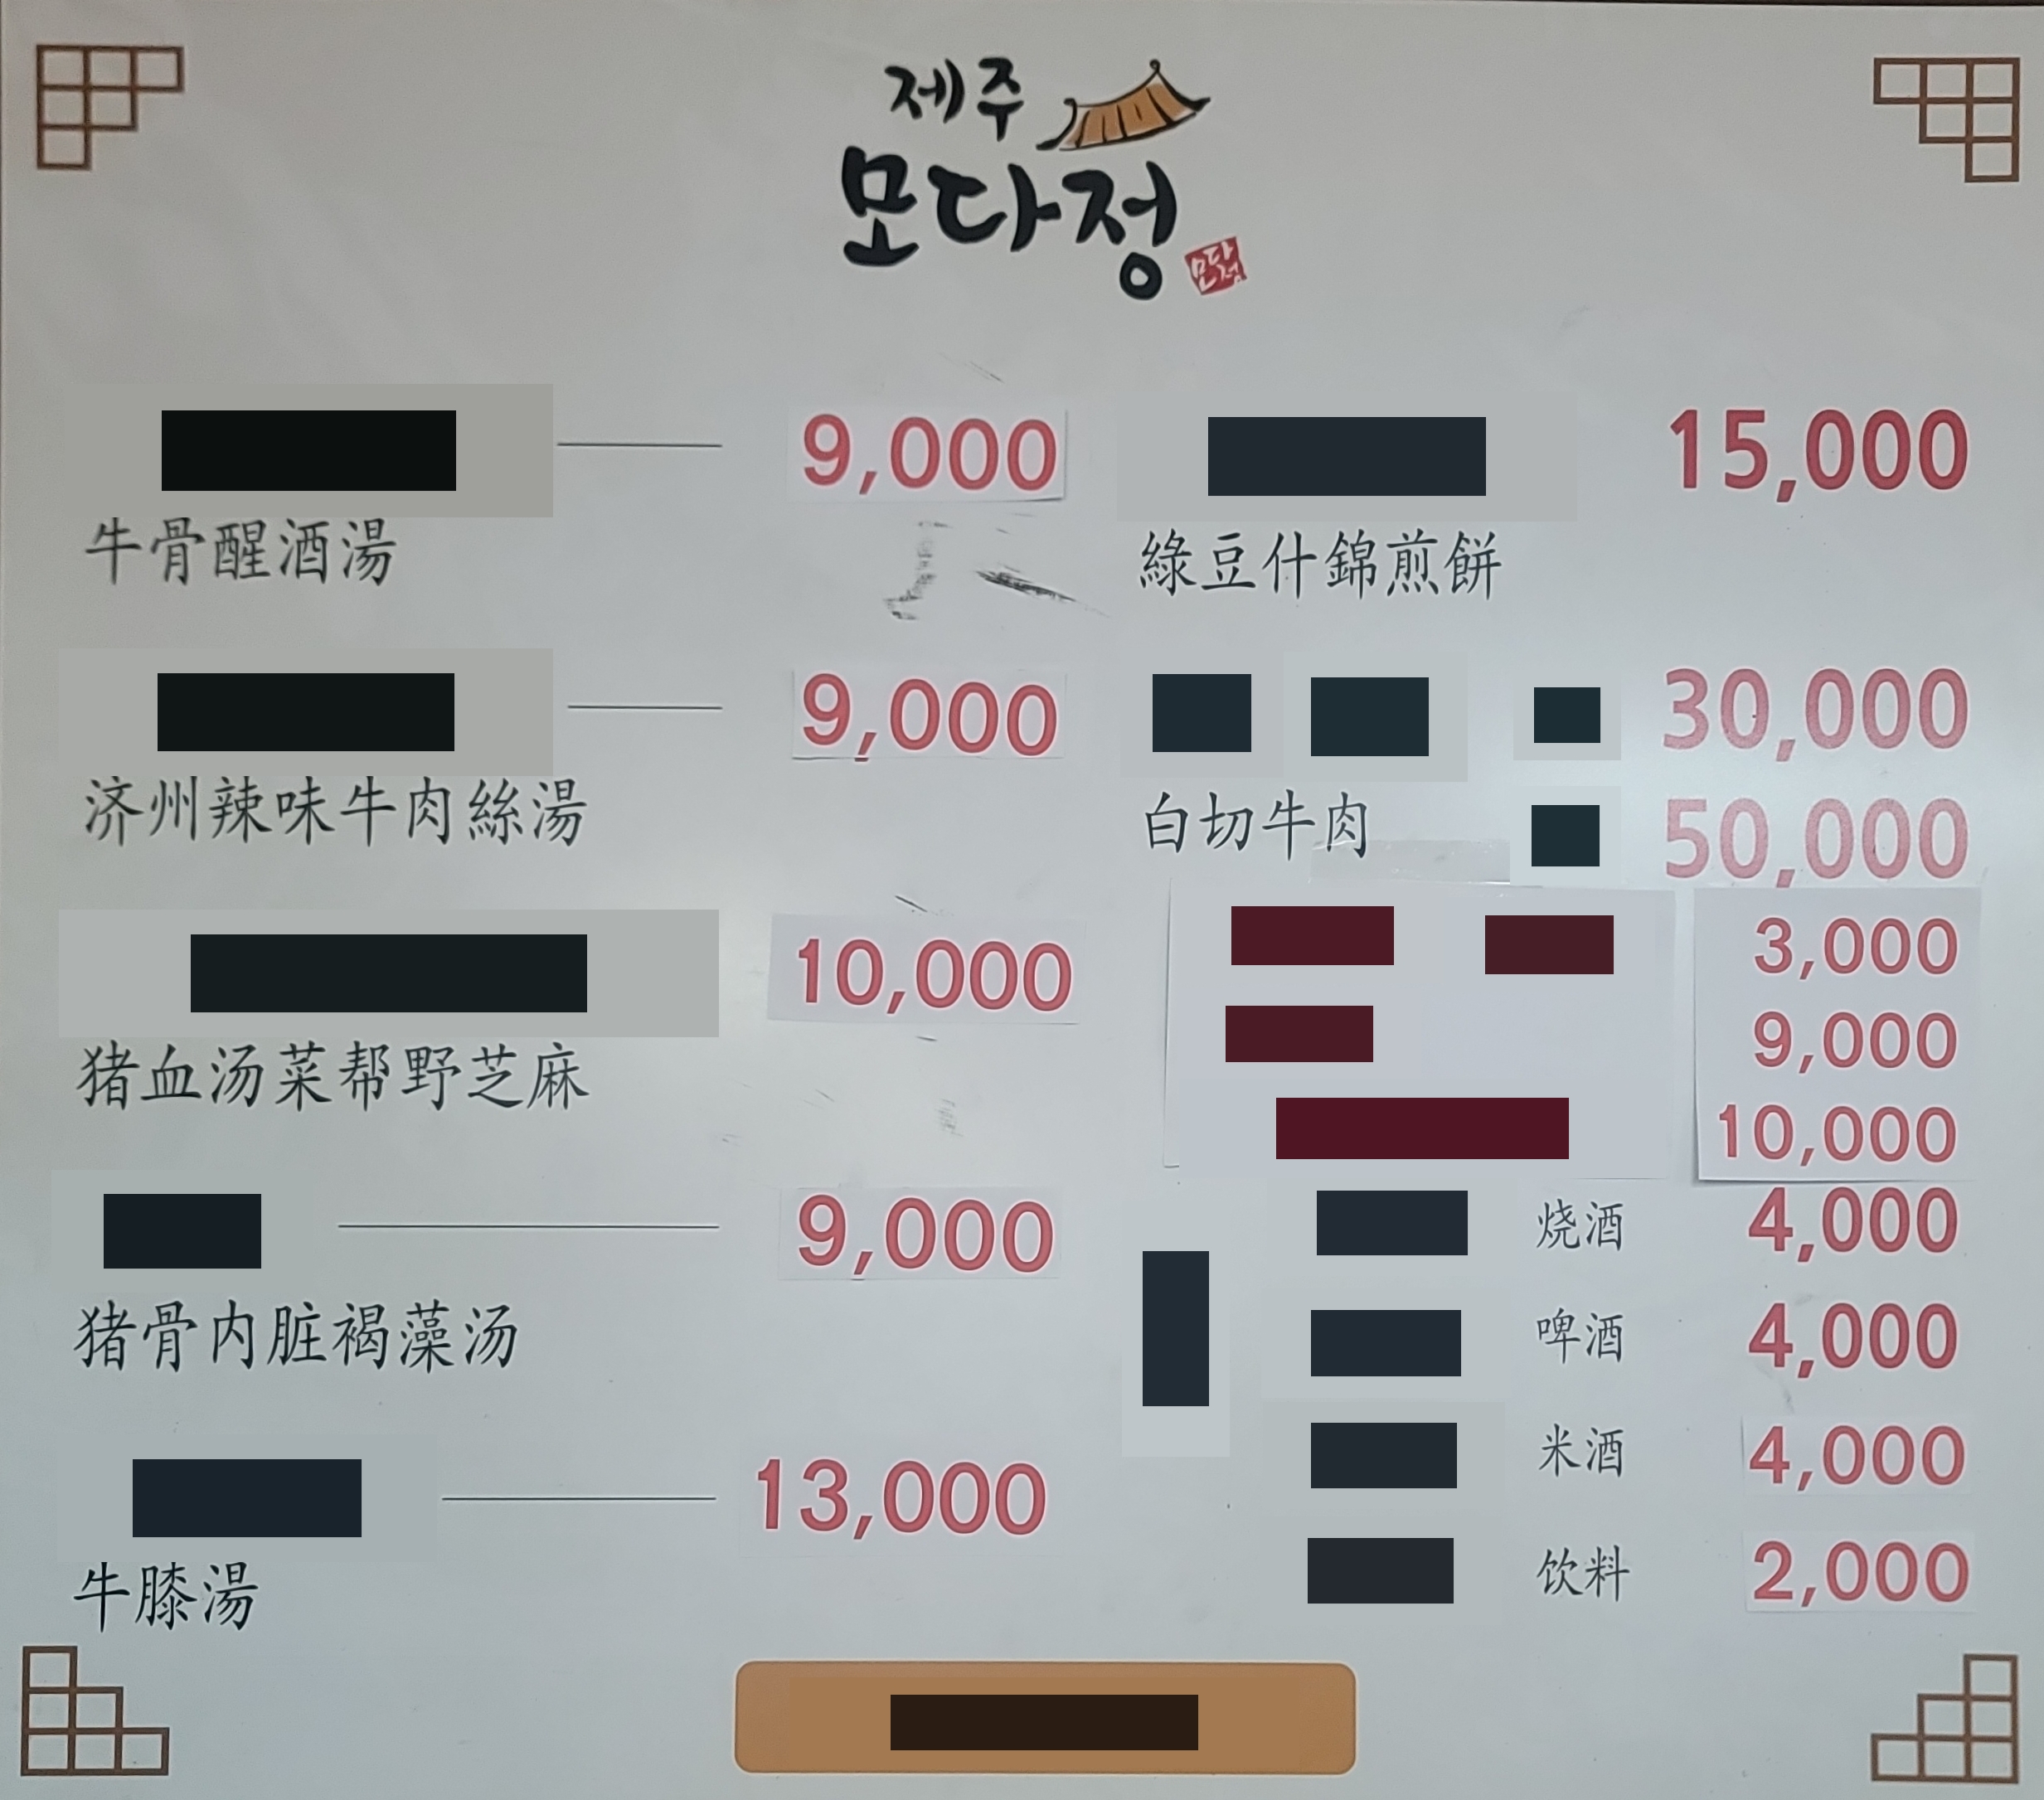 제주
모다정
모다정
9,000
牛骨醒酒湯
9,000
济州辣味牛肉絲湯
10,000
猪血汤菜帮野芝麻
9,000
猪骨内脏褐藻汤
13,000
牛膝湯
15,000
綠豆什錦煎餅
30,000
白切牛肉
50,000
3,000
9,000
10,000
烧酒 4,000
啤酒 4,000
米酒 4,000
饮料 2,000